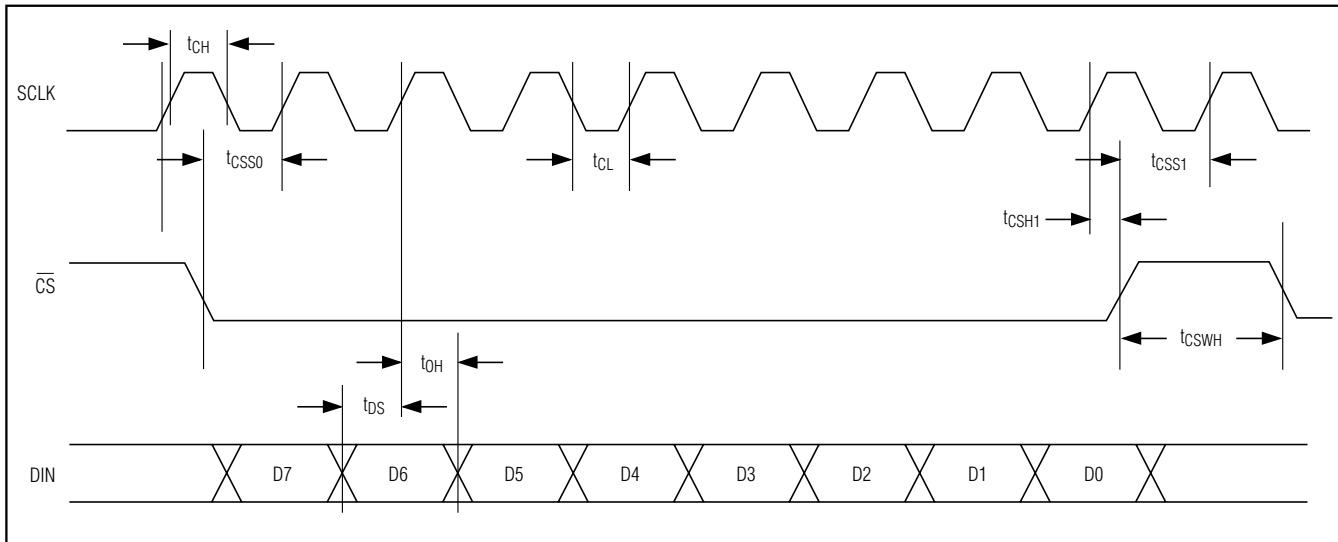 tCH
SCLK
tCSS0
tCL
tCSS1
tCSH1
CS
tCSWH
tOH
tDS
DIN
D7
D6
D5
D4
D3
D2
D1
D0